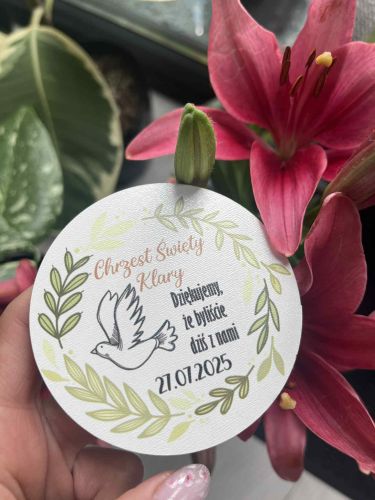 Chrzest Święty
Klary
Dziękujemy,
że byliście
dziś z nami
27.07.2025